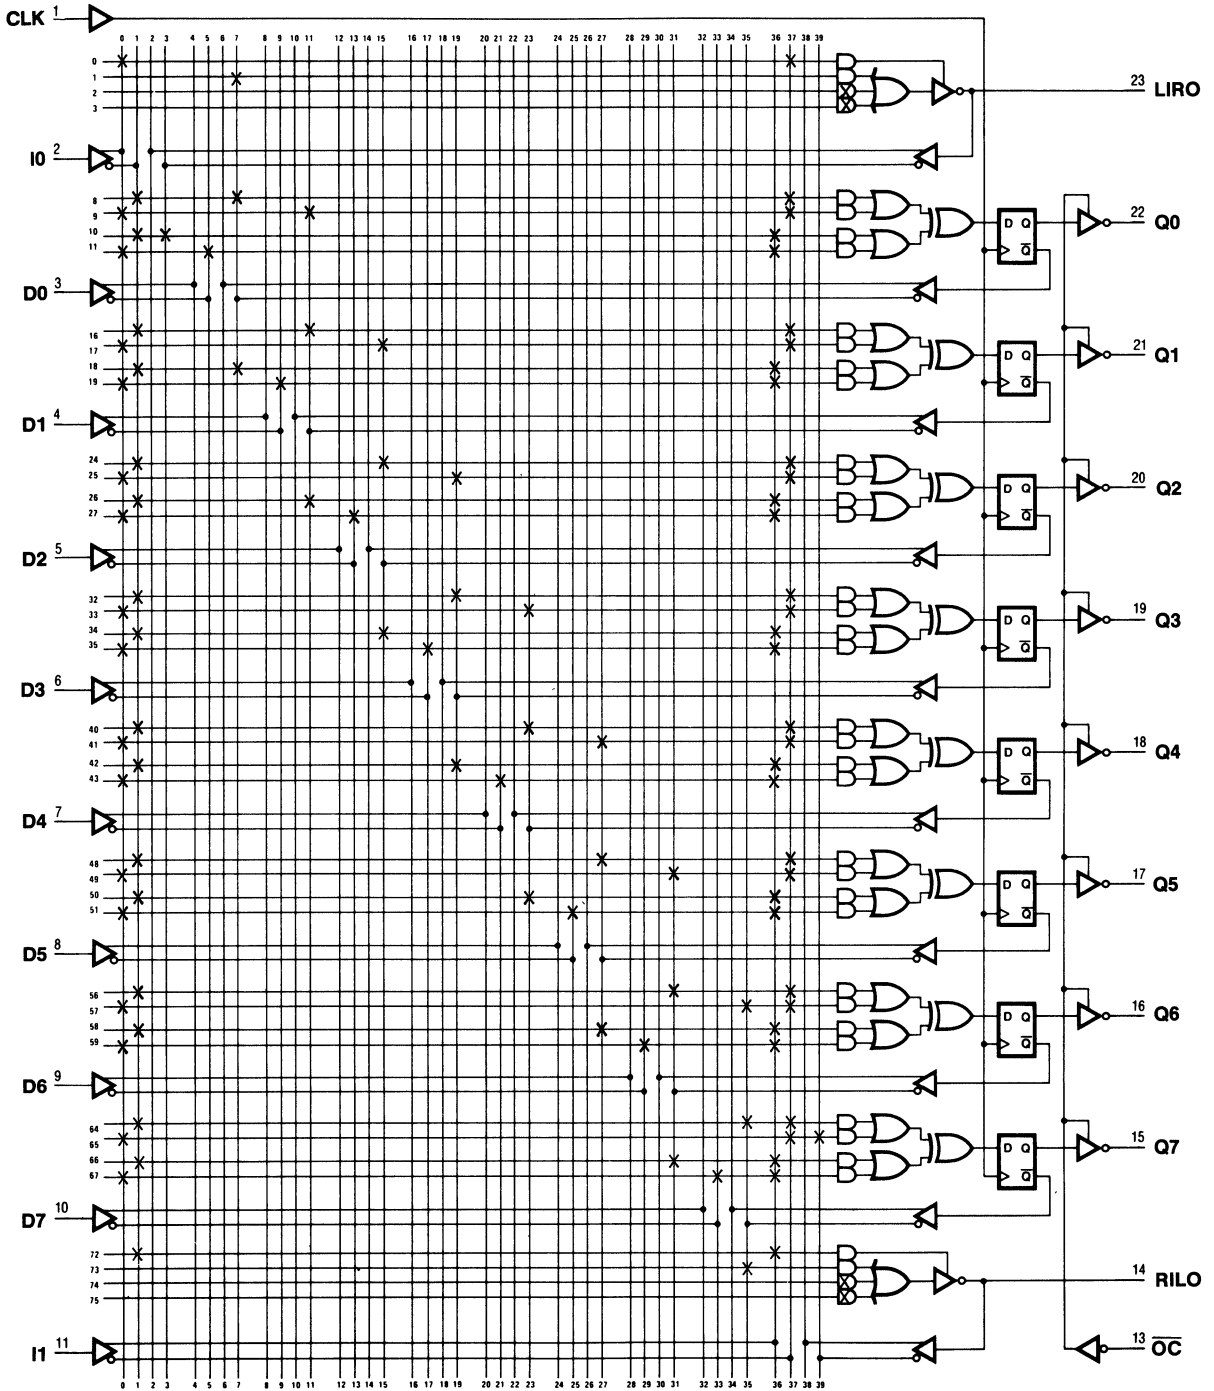 CLK 1
0 1 2 3 4 5 6 7 8 9 10 11 12 13 14 15 16 17 18 19 20 21 22 23 24 25 26 27 28 29 30 31 32 33 34 35 36 37 38 39
0
1
2
3
23 LIRO
I0 2
8
9
10
11
D Q
Q̅
22 Q0
D0 3
16
17
18
19
D Q
Q̅
21 Q1
D1 4
24
25
26
27
D Q
Q̅
20 Q2
D2 5
32
33
34
35
D Q
Q̅
19 Q3
D3 6
40
41
42
43
D Q
Q̅
18 Q4
D4 7
48
49
50
51
D Q
Q̅
17 Q5
D5 8
56
57
58
59
D Q
Q̅
16 Q6
D6 9
64
65
66
67
D Q
Q̅
15 Q7
D7 10
72
73
74
75
14 RILO
I1 11
13 O̅C̅
0 1 2 3 4 5 6 7 8 9 10 11 12 13 14 15 16 17 18 19 20 21 22 23 24 25 26 27 28 29 30 31 32 33 34 35 36 37 38 39